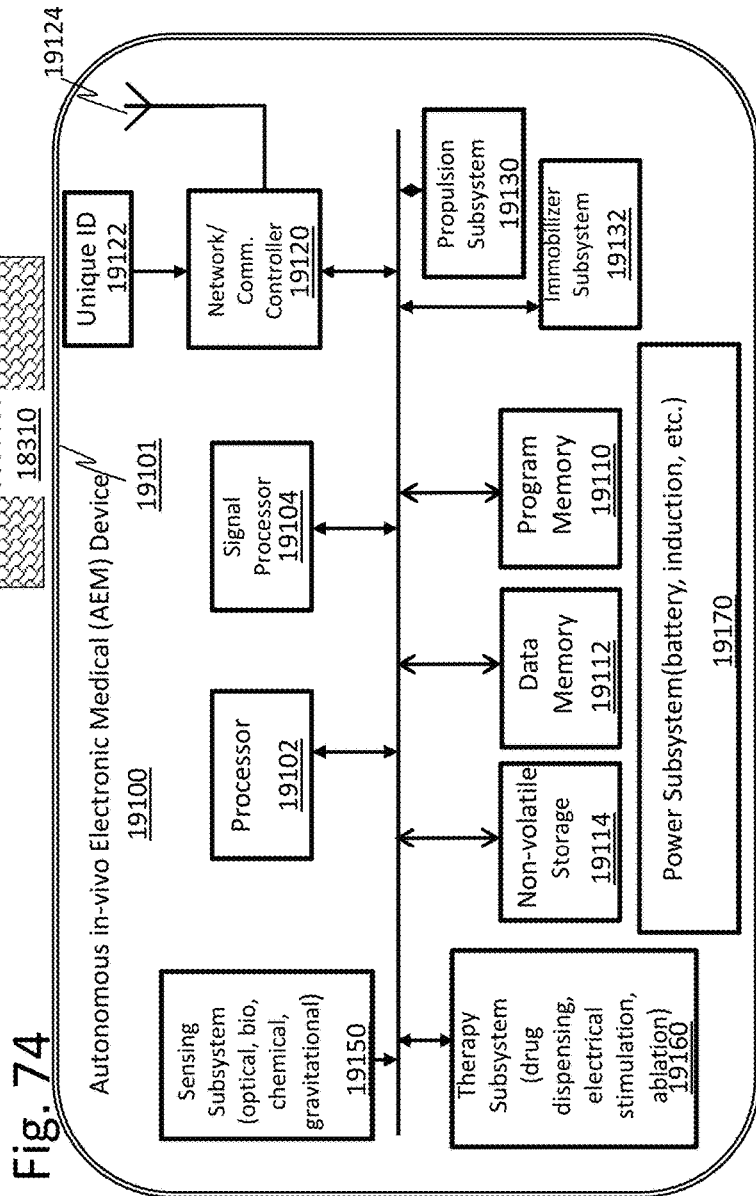 Fig. 74
18310
19124
Autonomous in-vivo Electronic Medical (AEM) Device
19100
19101
Sensing
Subsystem
(optical, bio,
chemical,
gravitational)
19150
Processor
19102
Signal
Processor
19104
Unique ID
19122
Network/
Comm.
Controller
19120
Therapy
Subsystem
(drug
dispensing,
electrical
stimulation,
ablation)
19160
Non-volatile
Storage
19114
Data
Memory
19112
Program
Memory
19110
Propulsion
Subsystem
19130
Immobilizer
Subsystem
19132
Power Subsystem(battery, induction, etc.)
19170